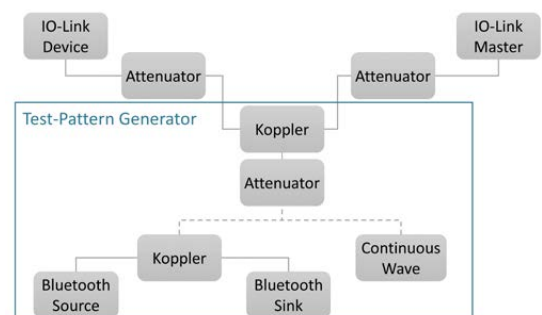 IO-Link
Device
IO-Link
Master
Attenuator
Attenuator
Test-Pattern Generator
Koppler
Attenuator
Koppler
Continuous
Wave
Bluetooth
Source
Bluetooth
Sink